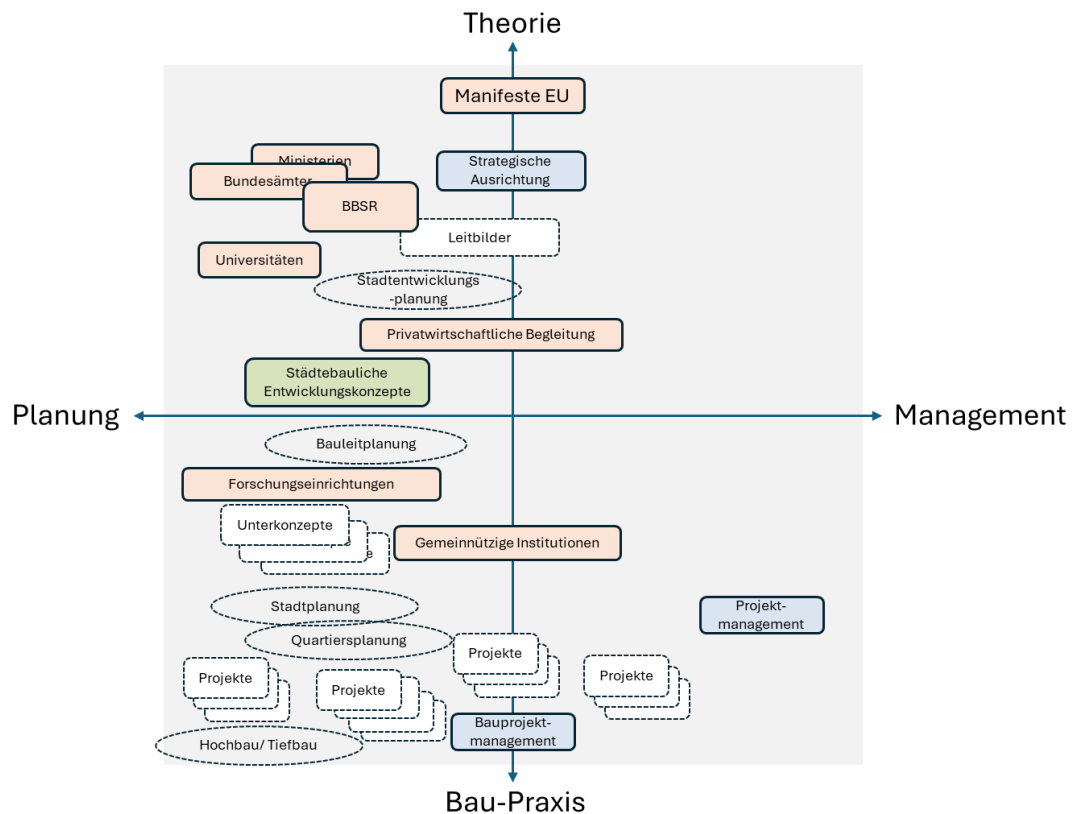 Theorie
Manifeste EU
Ministerien
Strategische
Ausrichtung
Bundesämter
BBSR
Leitbilder
Universitäten
Stadtentwicklungs
-planung
Privatwirtschaftliche Begleitung
Städtebauliche
Entwicklungskonzepte
Planung
Management
Bauleitplanung
Forschungseinrichtungen
Unterkonzepte
e
Gemeinnützige Institutionen
Stadtplanung
Projekt-
management
Quartiersplanung
Projekte
Projekte
Projekte
Projekte
Bauprojekt-
management
Hochbau/ Tiefbau
Bau-Praxis